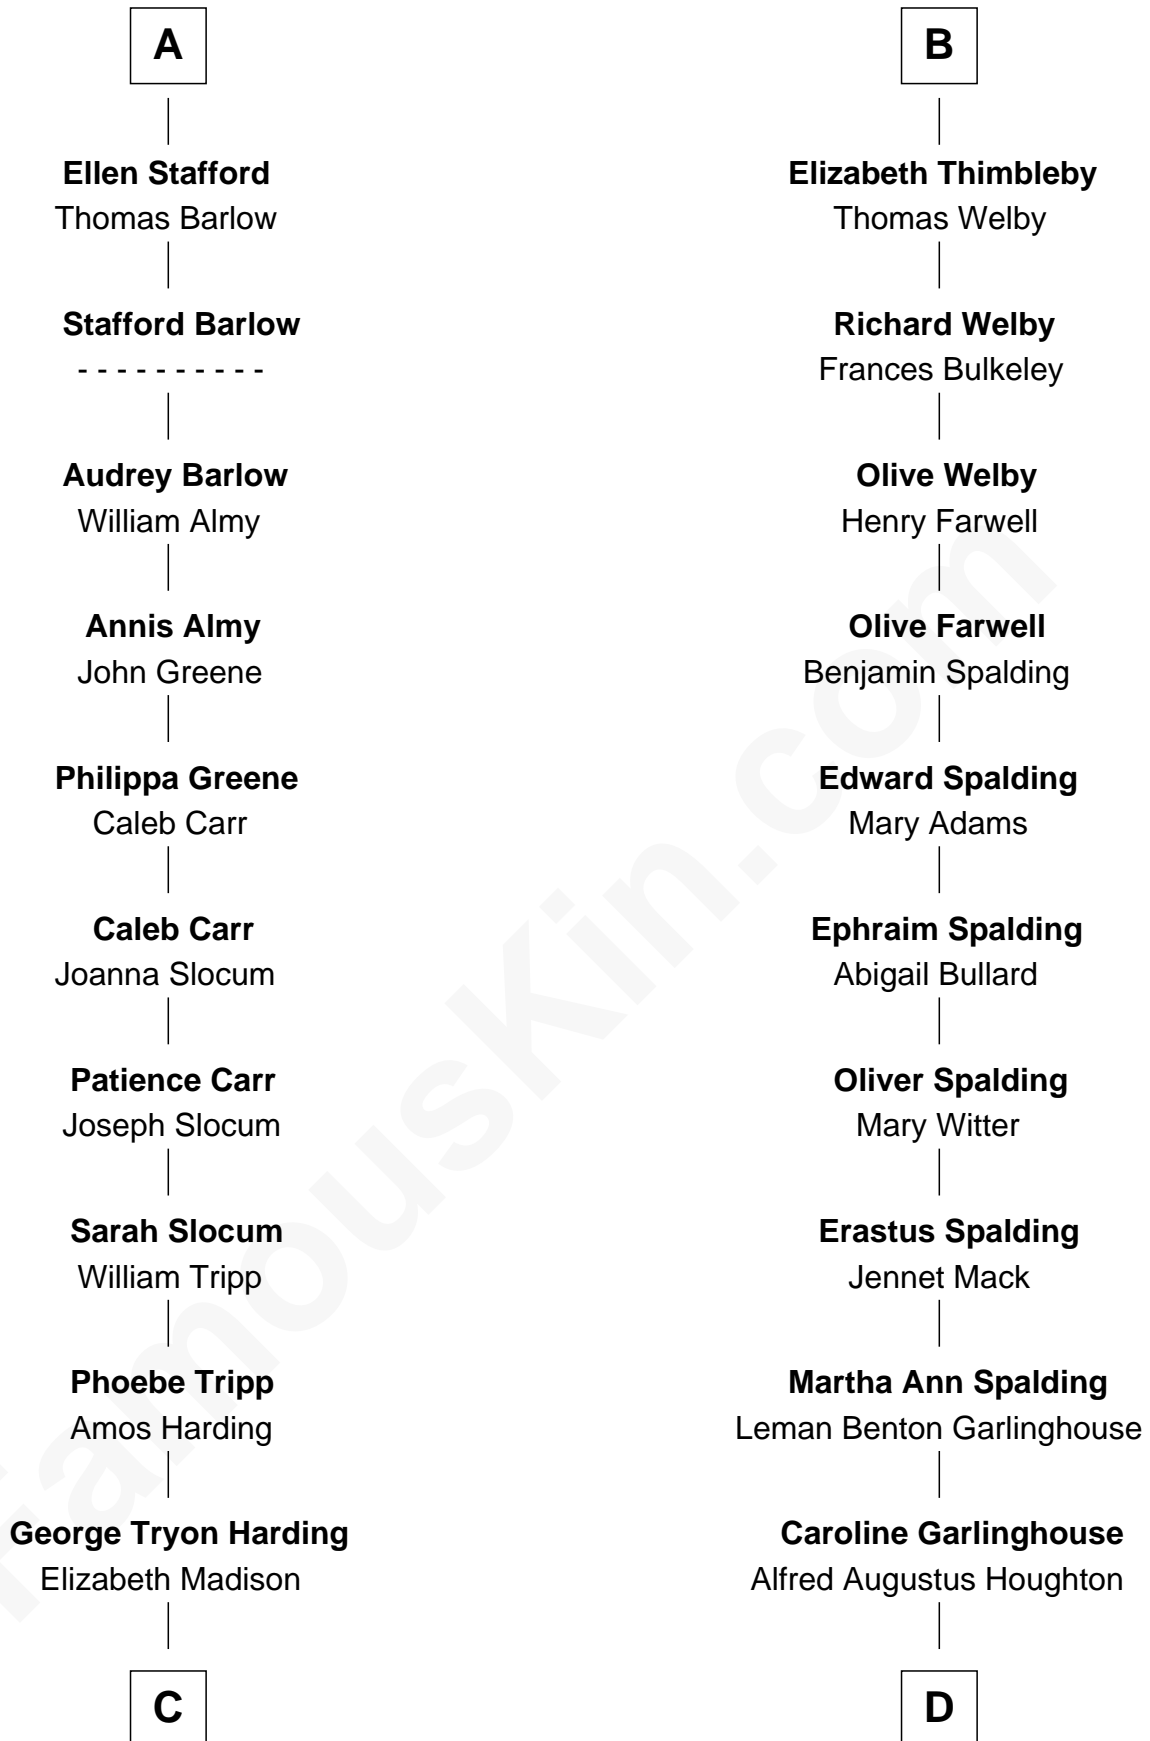 A
Ellen Stafford
Thomas Barlow
Stafford Barlow
- - - - - - - - - -
Audrey Barlow
William Almy
Annis Almy
John Greene
Philippa Greene
Caleb Carr
Caleb Carr
Joanna Slocum
Patience Carr
Joseph Slocum
Sarah Slocum
William Tripp
Phoebe Tripp
Amos Harding
George Tryon Harding
Elizabeth Madison
C
B
Elizabeth Thimbleby
Thomas Welby
Richard Welby
Frances Bulkeley
Olive Welby
Henry Farwell
Olive Farwell
Benjamin Spalding
Edward Spalding
Mary Adams
Ephraim Spalding
Abigail Bullard
Oliver Spalding
Mary Witter
Erastus Spalding
Jennet Mack
Martha Ann Spalding
Leman Benton Garlinghouse
Caroline Garlinghouse
Alfred Augustus Houghton
D
FamousKin.com